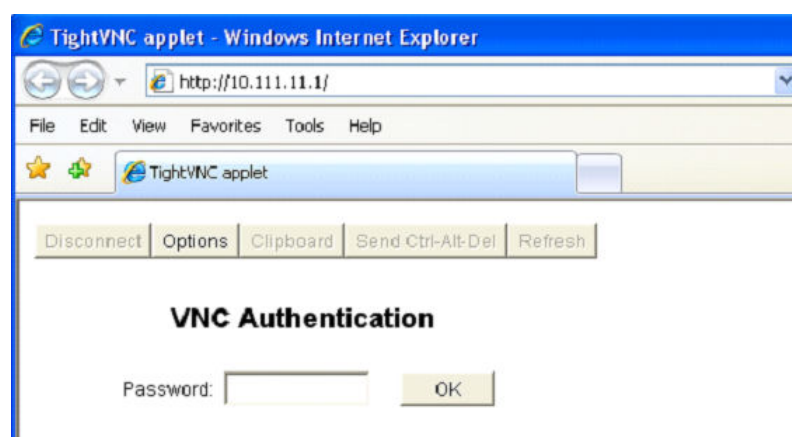 TightVNC applet - Windows Internet Explorer
http://10.111.11.1/
File Edit View Favorites Tools Help
TightVNC applet
Disconnect Options Clipboard Send Ctrl-Alt-Del Refresh
VNC Authentication
Password: OK